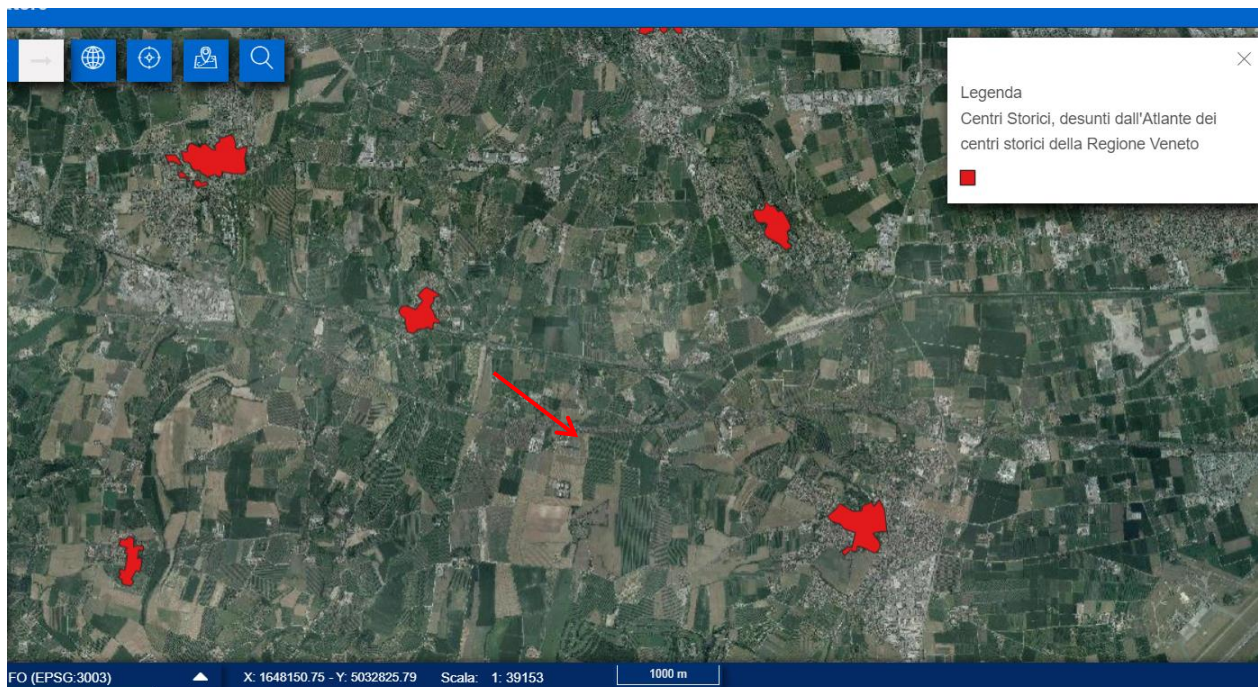 Legenda
Centri Storici, desunti dall'Atlante dei
centri storici della Regione Veneto
FO (EPSG:3003)
X: 1648150.75 - Y: 5032825.79
Scala: 1: 39153
1000 m